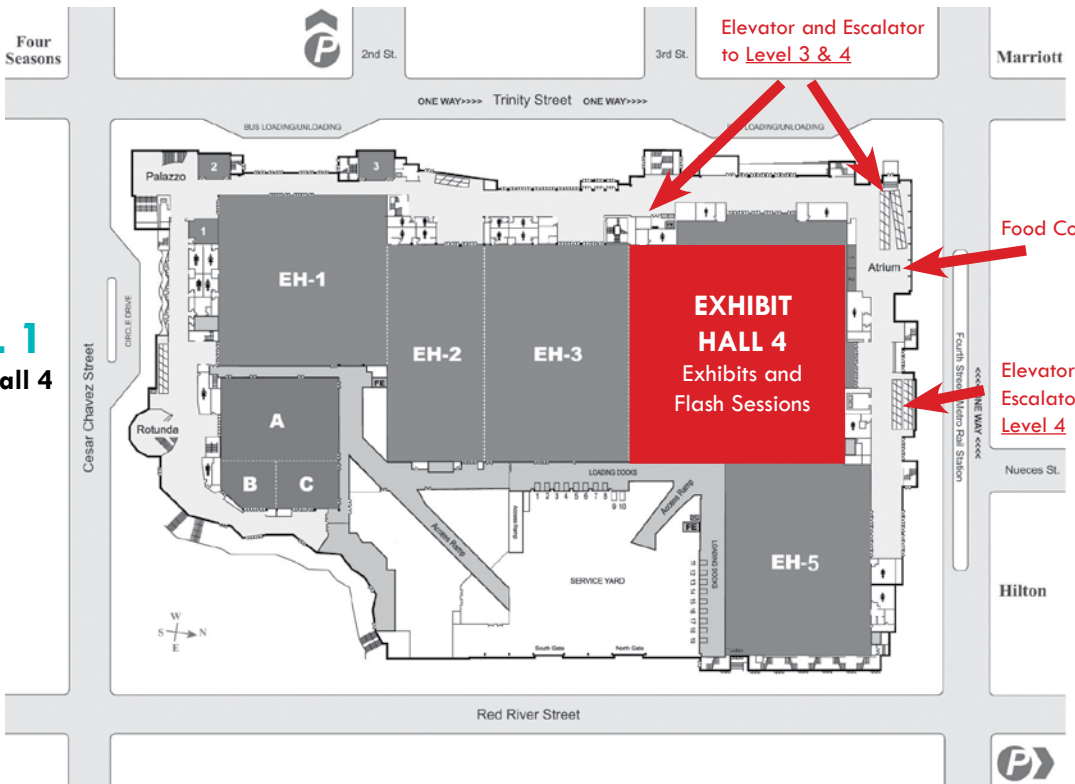 Four
Seasons
P
2nd St.
3rd St.
Elevator and Escalator
to Level 3 & 4
Marriott
ONE WAY>>>> Trinity Street ONE WAY>>>>
BUS LOADING/UNLOADING
LOADING/UNLOADING
Palazzo
2
3
1
Food Co
Atrium
EH-1
EH-2
EH-3
EXHIBIT
HALL 4
Exhibits and
Flash Sessions
CIRCLE DRIVE
Cesar Chavez Street
. 1
all 4
FE
A
B
C
Rotunda
Elevator
Escalato
Level 4
Fourth Street Metro Rail Station
<<<< ONE WAY <<<<
Nueces St.
LOADING DOCKS
1 2 3 4 5 6 7 8
9 10
Access Ramp
Access Ramp
Access Ramp
FE
LOADING DOCKS
SERVICE YARD
EH-5
Hilton
W
S N
E
South Gate
North Gate
Red River Street
P